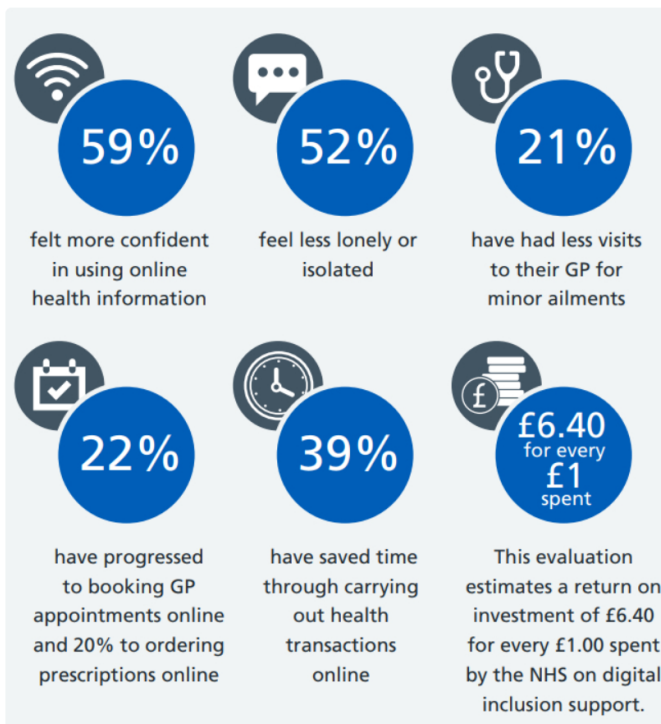 59%
felt more confident
in using online
health information
52%
feel less lonely or
isolated
21%
have had less visits
to their GP for
minor ailments
22%
have progressed
to booking GP
appointments online
and 20% to ordering
prescriptions online
39%
have saved time
through carrying
out health
transactions
online
£
£6.40
for every
£1
spent
This evaluation
estimates a return on
investment of £6.40
for every £1.00 spent
by the NHS on digital
inclusion support.